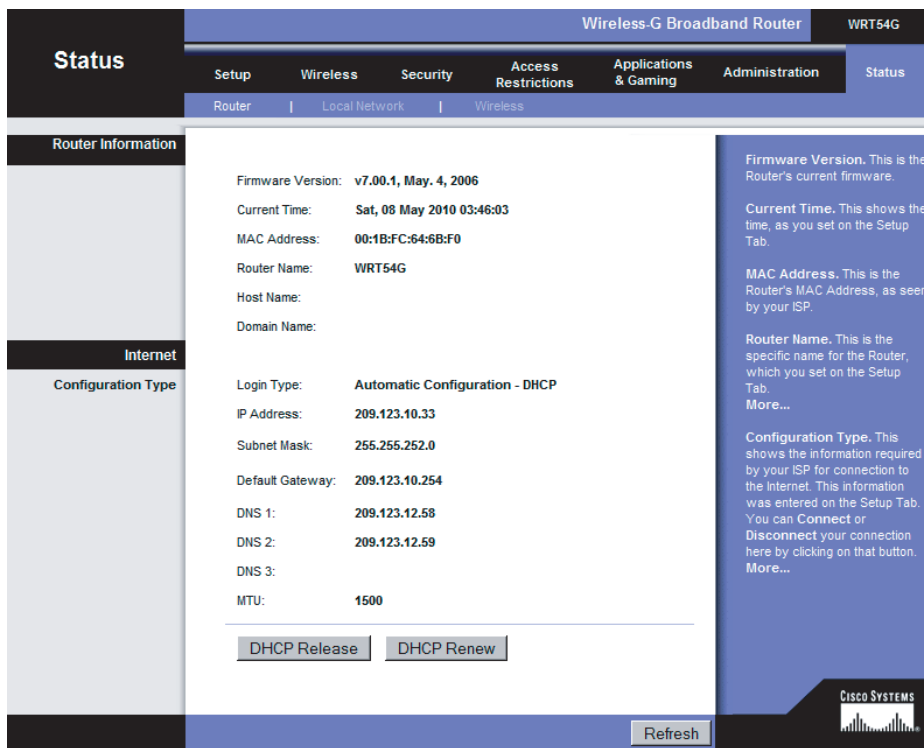 Wireless-G Broadband Router WRT54G
Status
Setup Wireless Security Access Restrictions Applications & Gaming Administration Status
Router | Local Network | Wireless
Router Information
Firmware Version: v7.00.1, May. 4, 2006
Current Time: Sat, 08 May 2010 03:46:03
MAC Address: 00:1B:FC:64:6B:F0
Router Name: WRT54G
Host Name:
Domain Name:
Internet
Configuration Type
Login Type: Automatic Configuration - DHCP
IP Address: 209.123.10.33
Subnet Mask: 255.255.252.0
Default Gateway: 209.123.10.254
DNS 1: 209.123.12.58
DNS 2: 209.123.12.59
DNS 3:
MTU: 1500
DHCP Release DHCP Renew
Firmware Version. This is the
Router's current firmware.
Current Time. This shows the
time, as you set on the Setup
Tab.
MAC Address. This is the
Router's MAC Address, as seen
by your ISP.
Router Name. This is the
specific name for the Router,
which you set on the Setup
Tab.
More...
Configuration Type. This
shows the information required
by your ISP for connection to
the Internet. This information
was entered on the Setup Tab.
You can Connect or
Disconnect your connection
here by clicking on that button.
More...
Refresh
CISCO SYSTEMS